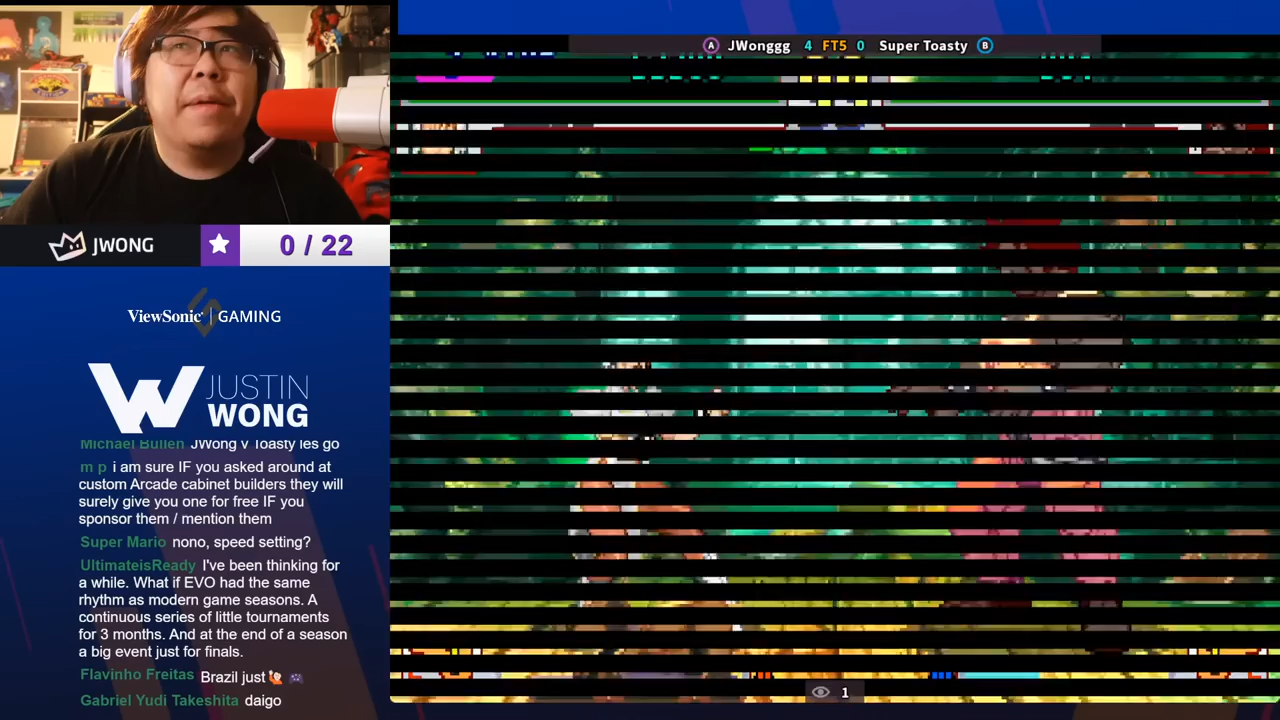 JWonggg 4 FT5 0 Super Toasty
A
B
JWONG
0 / 22
ViewSonic | GAMING
JUSTIN
WONG
Michael Bullen JWong v Toasty les go
m p i am sure IF you asked around at
custom Arcade cabinet builders they will
surely give you one for free IF you
sponsor them / mention them
Super Mario nono, speed setting?
UltimateisReady I've been thinking for
a while. What if EVO had the same
rhythm as modern game seasons. A
continuous series of little tournaments
for 3 months. And at the end of a season
a big event just for finals.
Flavinho Freitas Brazil just🙋🏻 🎮
Gabriel Yudi Takeshita daigo
1